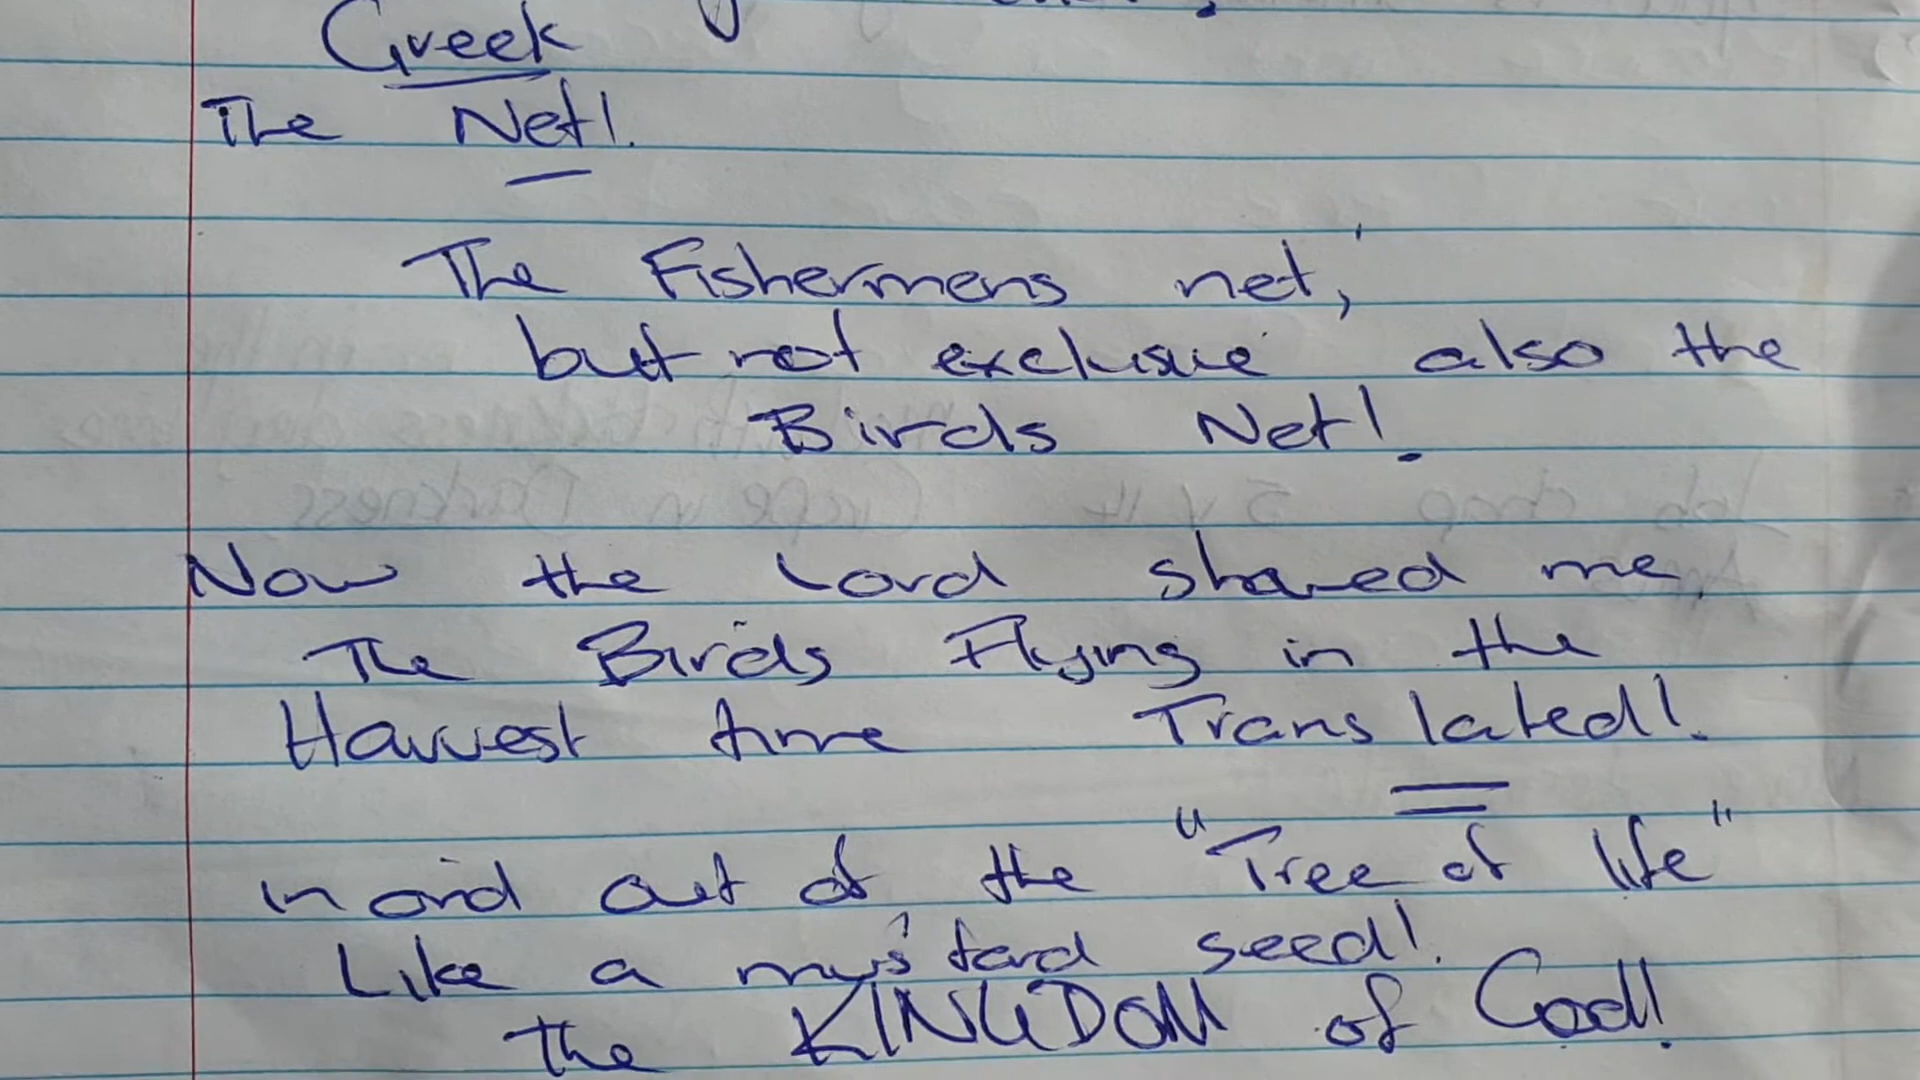 Greek
The Net!.
The Fishermens net,
but not exclusive also the
Birds Net!.
Now the Lord showed me
The Birds Flying in the
Harvest time Translated!.
in and out of the "Tree of life"
Like a mustard seed!.
the KINGDOM of God!.